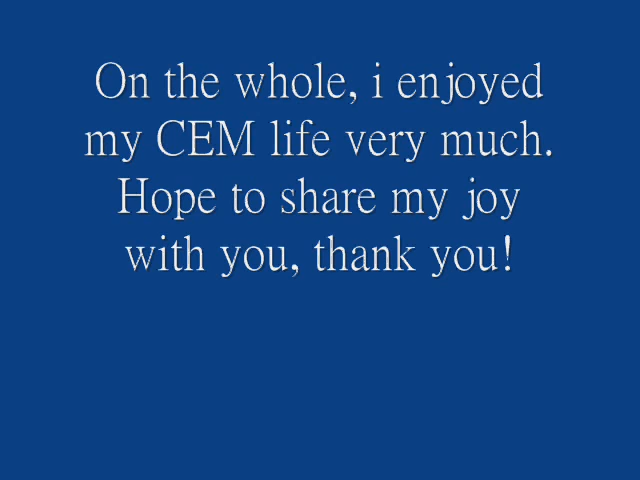 On the whole, i enjoyed
my CEM life very much.
Hope to share my joy
with you, thank you!